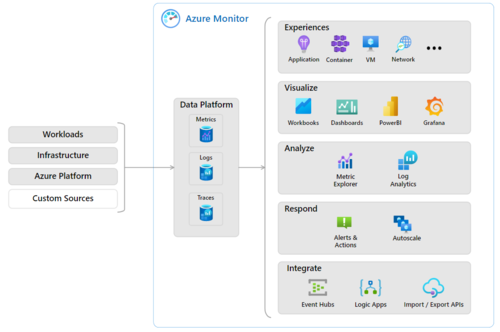 Azure Monitor
Workloads
Infrastructure
Azure Platform
Custom Sources
Data Platform
Metrics
Logs
Traces
Experiences
Application
Container
VM
Network
Visualize
Workbooks
Dashboards
PowerBI
Grafana
Analyze
Metric
Explorer
Log
Analytics
Respond
Alerts &
Actions
Autoscale
Integrate
Event Hubs
Logic Apps
Import / Export APIs